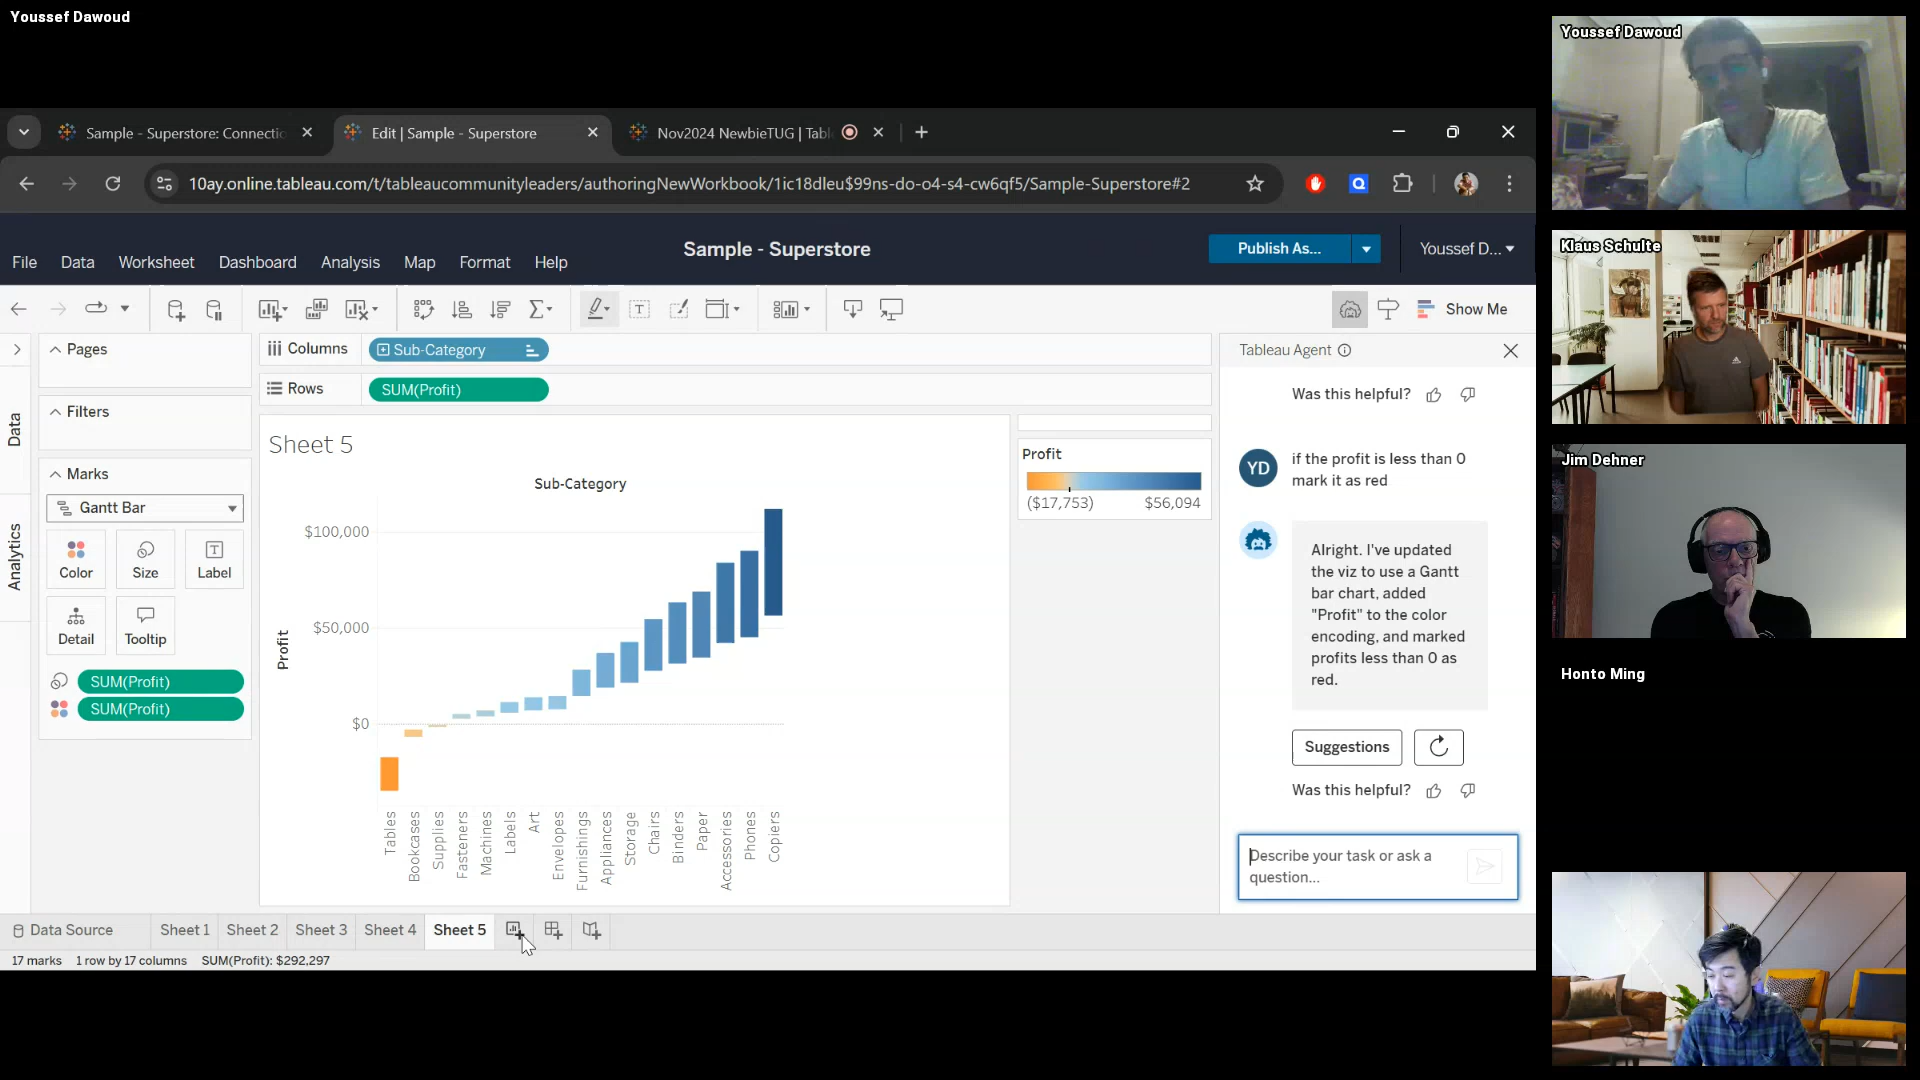 Youssef Dawoud
Sample - Superstore: Connectio
Edit | Sample - Superstore
Nov2024 NewbieTUG | Tabl
10ay.online.tableau.com/t/tableaucommunityleaders/authoringNewWorkbook/1ic18dleu$99ns-do-o4-s4-cw6qf5/Sample-Superstore#2
File Data Worksheet Dashboard Analysis Map Format Help
Sample - Superstore
Publish As...
Youssef D...
Show Me
Data
Analytics
Pages
Filters
Marks
Gantt Bar
Color
Size
Label
Detail
Tooltip
SUM(Profit)
SUM(Profit)
Columns
Sub-Category
Rows
SUM(Profit)
Sheet 5
Sub-Category
Profit
$100,000
$50,000
$0
Tables
Bookcases
Supplies
Fasteners
Machines
Labels
Art
Envelopes
Furnishings
Appliances
Storage
Chairs
Binders
Paper
Accessories
Phones
Copiers
Profit
($17,753)
$56,094
Tableau Agent
Was this helpful?
YD
if the profit is less than 0
mark it as red
Alright. I've updated
the viz to use a Gantt
bar chart, added
"Profit" to the color
encoding, and marked
profits less than 0 as
red.
Suggestions
Was this helpful?
Describe your task or ask a
question...
Data Source
Sheet 1
Sheet 2
Sheet 3
Sheet 4
Sheet 5
17 marks
1 row by 17 columns
SUM(Profit): $292,297
Youssef Dawoud
Klaus Schulte
Jim Dehner
Honto Ming